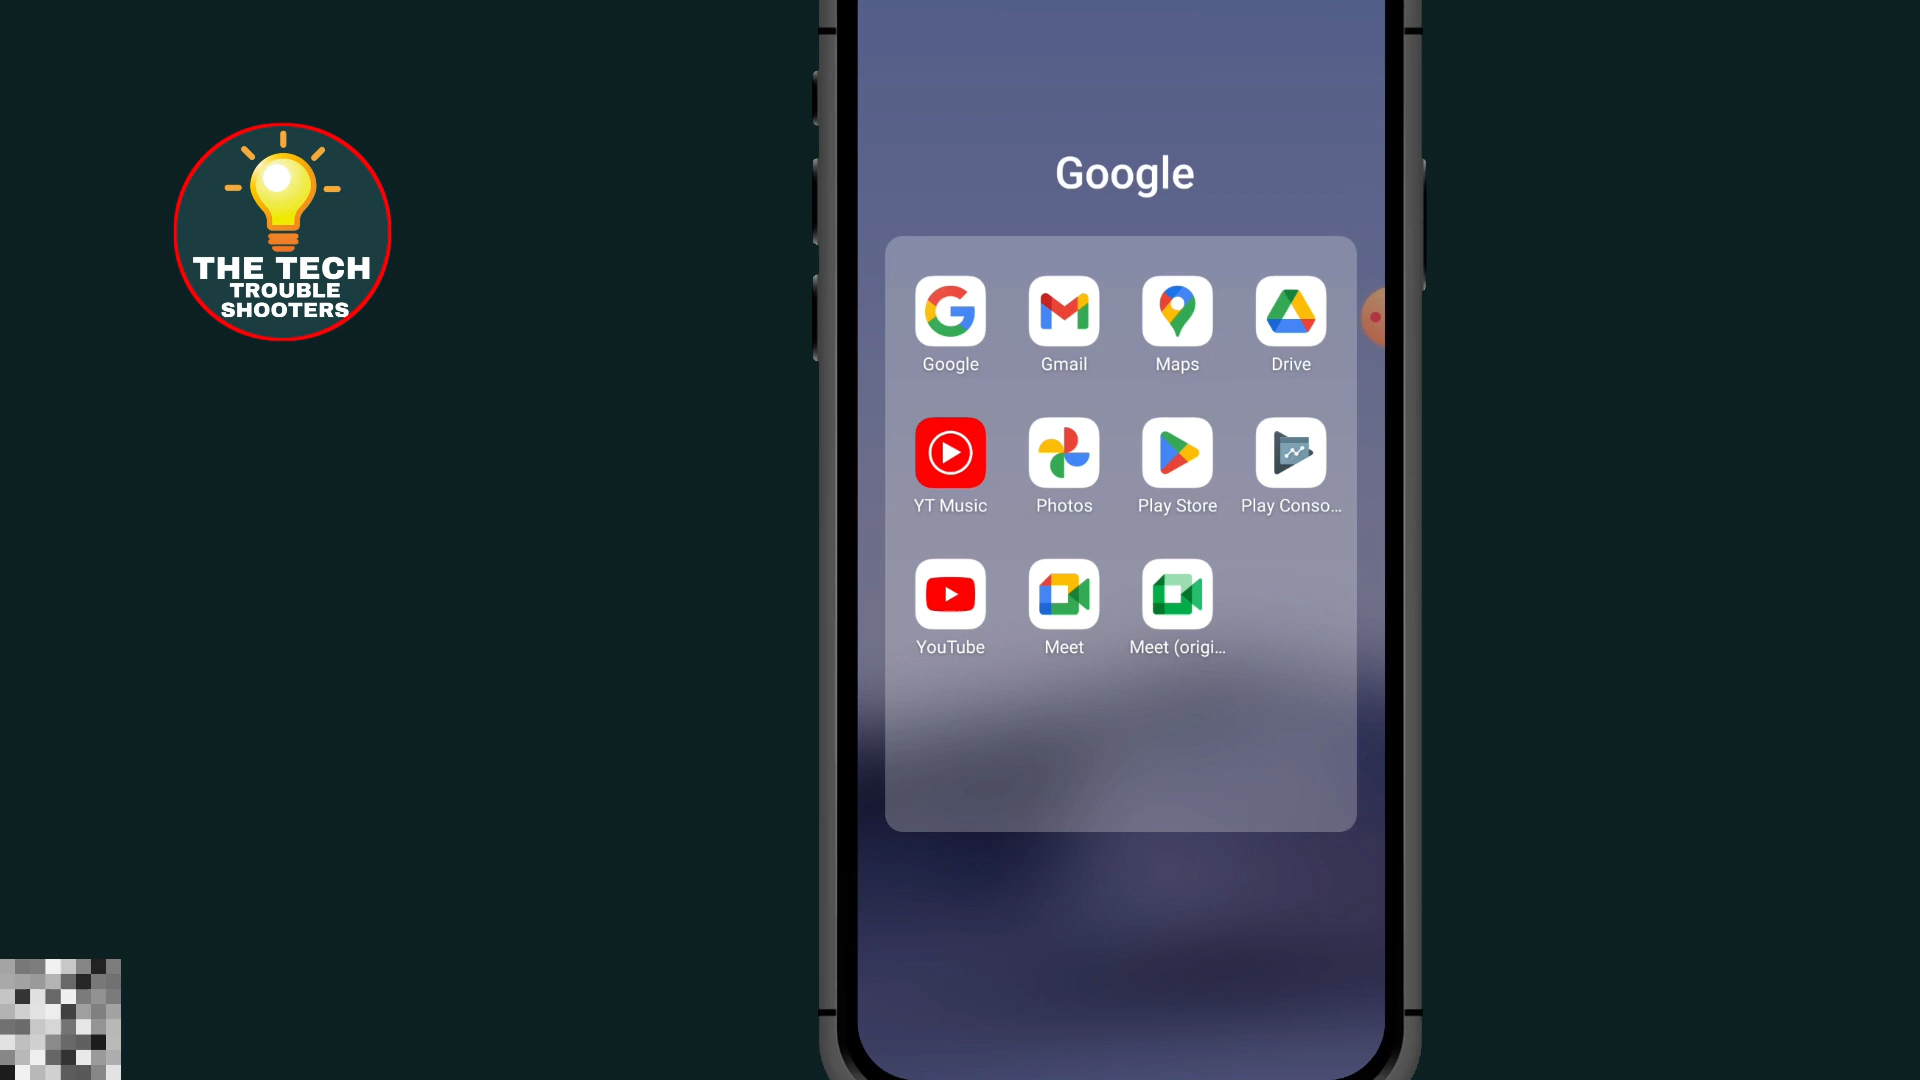 THE TECH
TROUBLE
SHOOTERS
Google
Google
Gmail
Maps
Drive
YT Music
Photos
Play Store
Play Conso...
YouTube
Meet
Meet (origi...